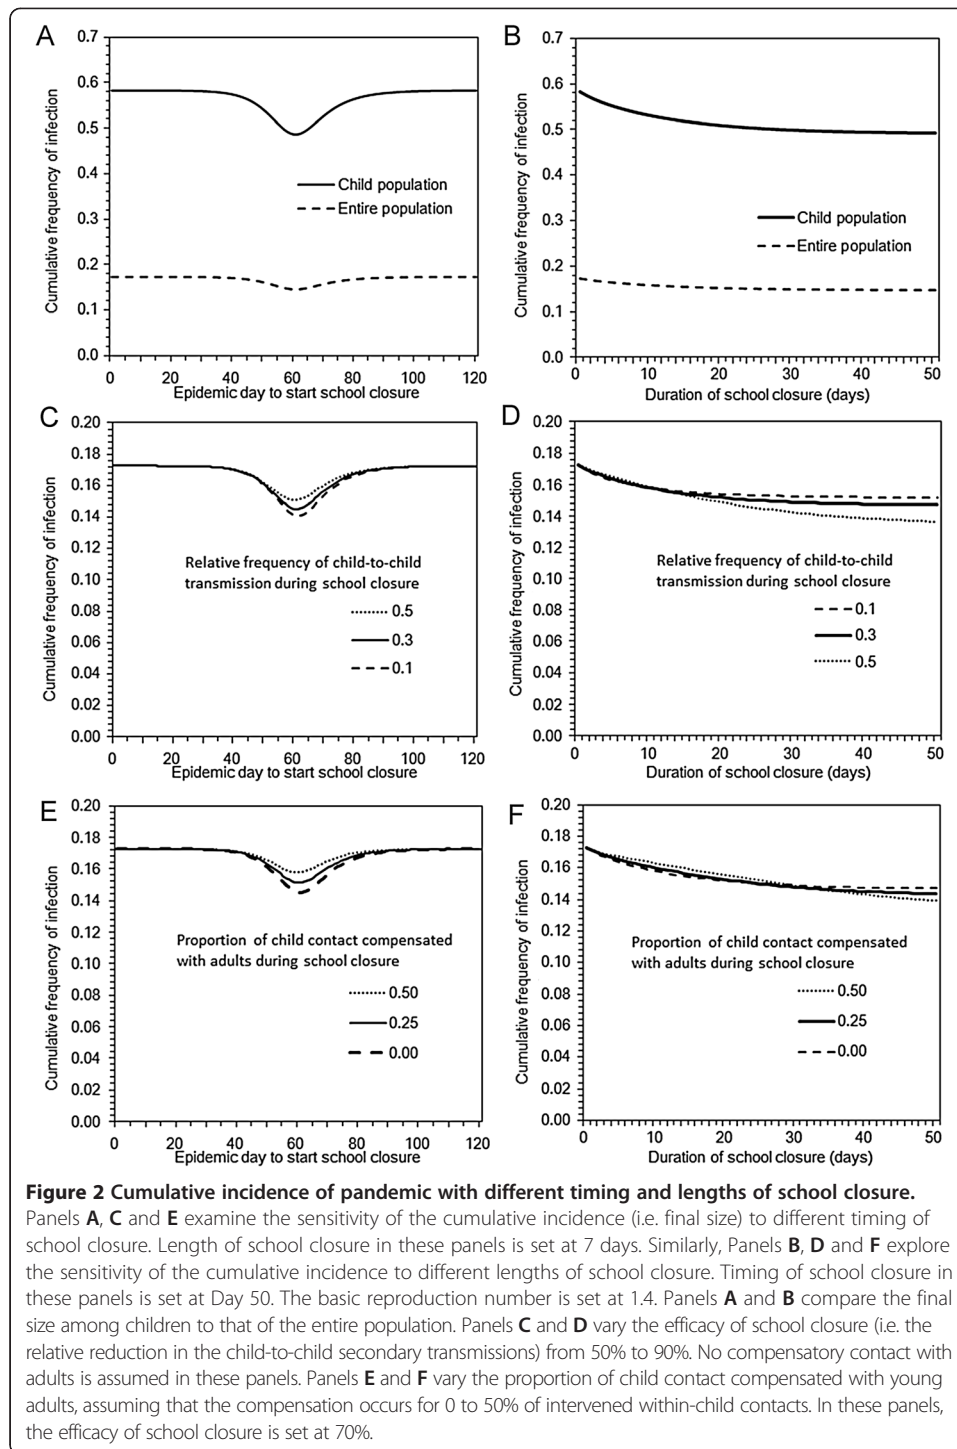 A
0.7
0.6
0.5
0.4
0.3
0.2
0.1
0.0
Cumulative frequency of infection
Child population
Entire population
0 20 40 60 80 100 120
Epidemic day to start school closure
B
0.7
0.6
0.5
0.4
0.3
0.2
0.1
0.0
Cumulative frequency of infection
Child population
Entire population
0 10 20 30 40 50
Duration of school closure (days)
C
0.20
0.18
0.16
0.14
0.12
0.10
0.08
0.06
0.04
0.02
0.00
Cumulative frequency of infection
Relative frequency of child-to-child
transmission during school closure
0.5
0.3
0.1
0 20 40 60 80 100 120
Epidemic day to start school closure
D
0.20
0.18
0.16
0.14
0.12
0.10
0.08
0.06
0.04
0.02
0.00
Cumulative frequency of infection
Relative frequency of child-to-child
transmission during school closure
0.1
0.3
0.5
0 10 20 30 40 50
Duration of school closure (days)
E
0.20
0.18
0.16
0.14
0.12
0.10
0.08
0.06
0.04
0.02
0.00
Cumulative frequency of infection
Proportion of child contact compensated
with adults during school closure
0.50
0.25
0.00
0 20 40 60 80 100 120
Epidemic day to start school closure
F
0.20
0.18
0.16
0.14
0.12
0.10
0.08
0.06
0.04
0.02
0.00
Cumulative frequency of infection
Proportion of child contact compensated
with adults during school closure
0.50
0.25
0.00
0 10 20 30 40 50
Duration of school closure (days)
Figure 2 Cumulative incidence of pandemic with different timing and lengths of school closure.
Panels A, C and E examine the sensitivity of the cumulative incidence (i.e. final size) to different timing of
school closure. Length of school closure in these panels is set at 7 days. Similarly, Panels B, D and F explore
the sensitivity of the cumulative incidence to different lengths of school closure. Timing of school closure in
these panels is set at Day 50. The basic reproduction number is set at 1.4. Panels A and B compare the final
size among children to that of the entire population. Panels C and D vary the efficacy of school closure (i.e. the
relative reduction in the child-to-child secondary transmissions) from 50% to 90%. No compensatory contact with
adults is assumed in these panels. Panels E and F vary the proportion of child contact compensated with young
adults, assuming that the compensation occurs for 0 to 50% of intervened within-child contacts. In these panels,
the efficacy of school closure is set at 70%.